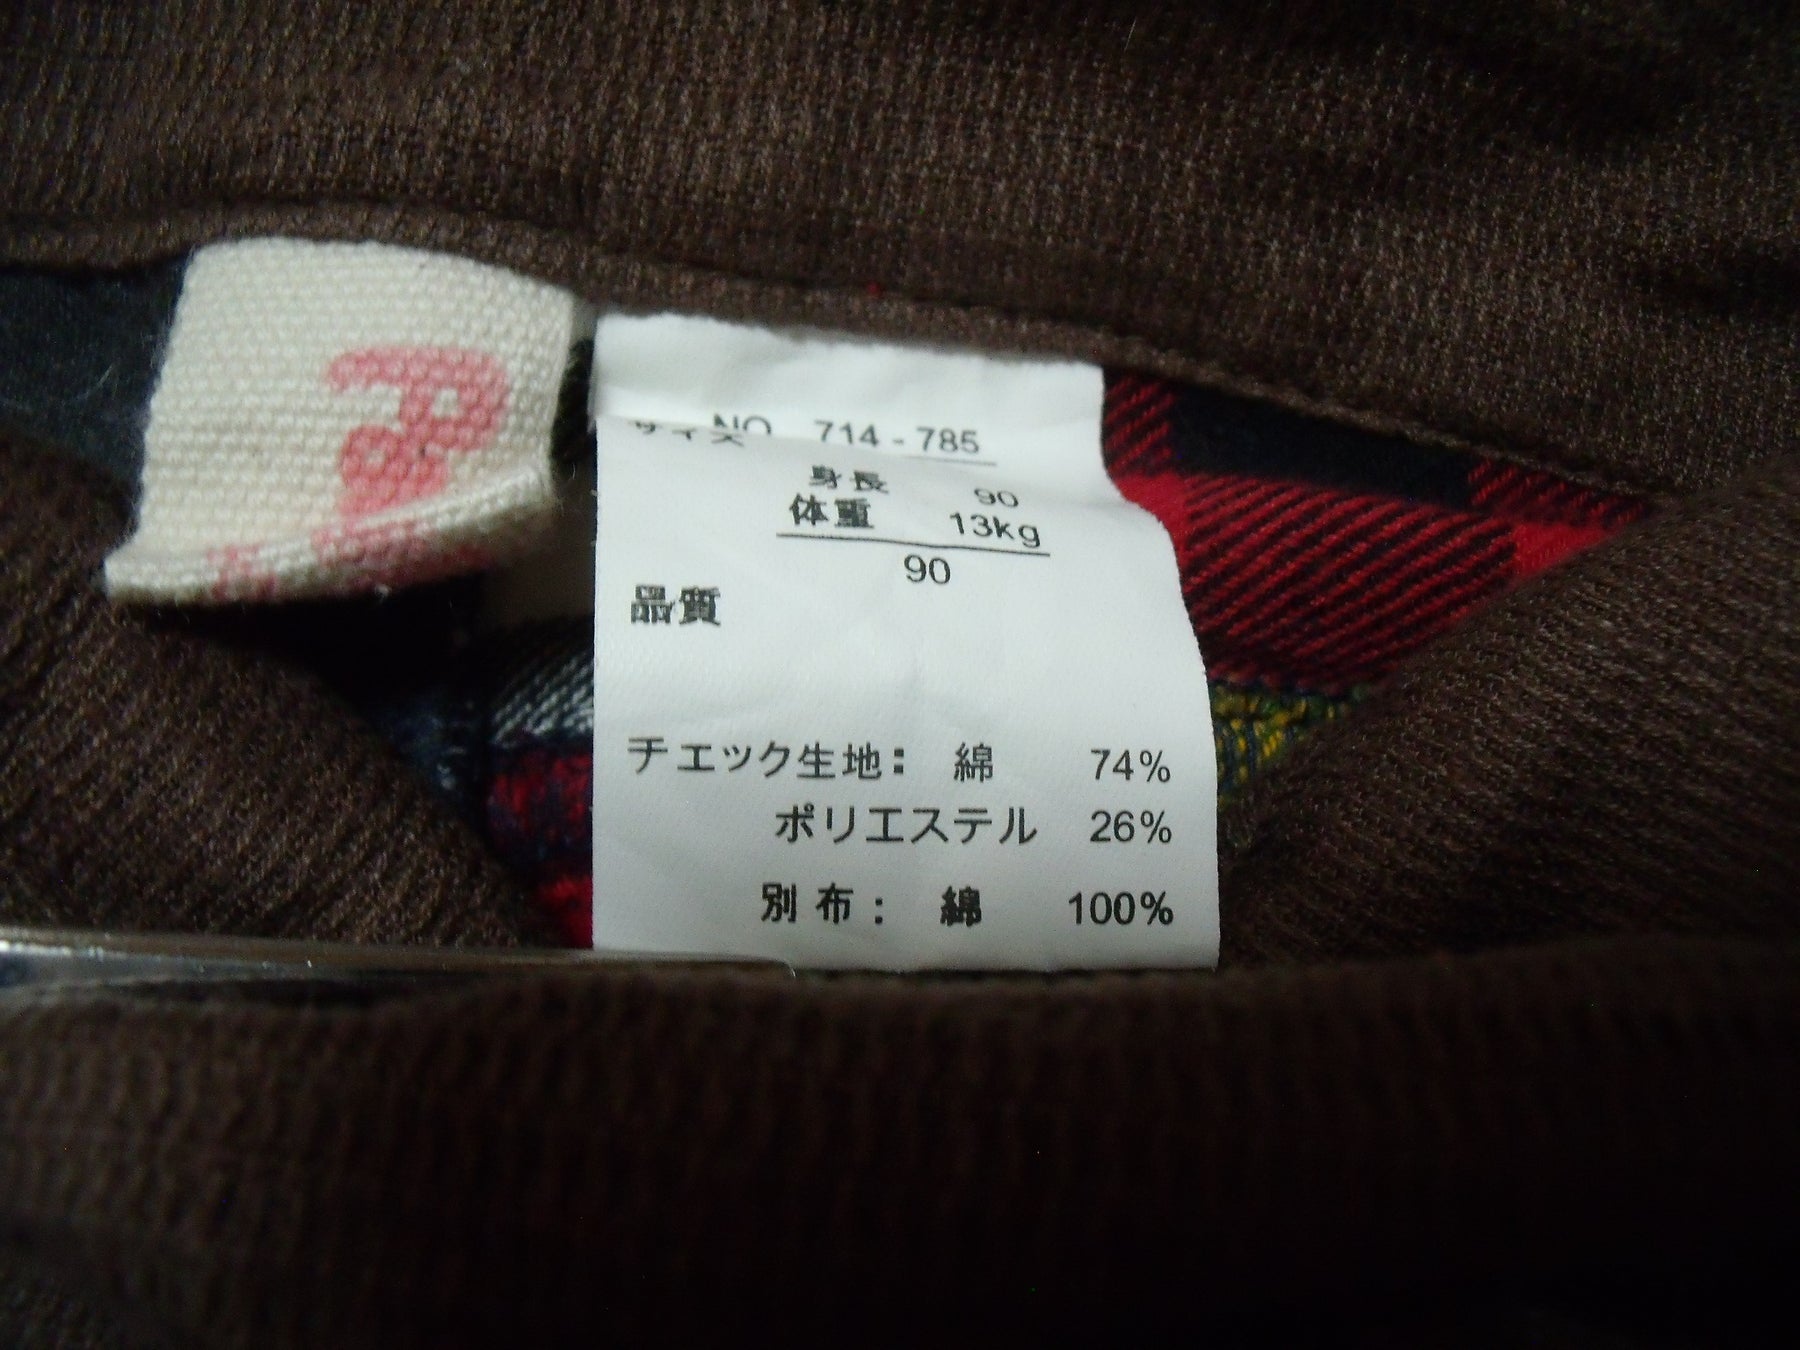 NO. 714-785
サイズ
身長 90
体重 13kg
90
品質
チェック生地: 綿 74%
ポリエステル 26%
別布: 綿 100%